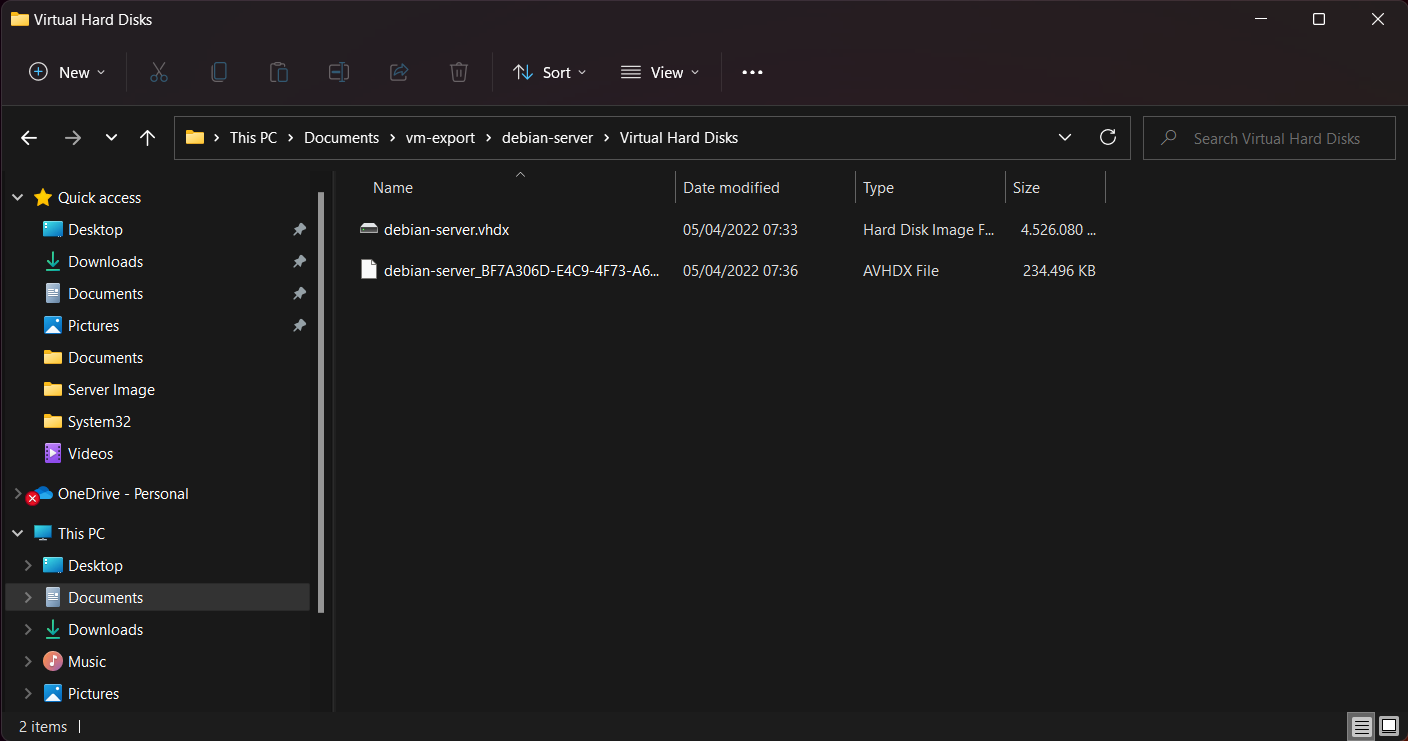 Virtual Hard Disks
New
Sort
View
This PC
Documents
vm-export
debian-server
Virtual Hard Disks
Search Virtual Hard Disks
Name Date modified Type Size
debian-server.vhdx 05/04/2022 07:33 Hard Disk Image F... 4.526.080 ...
debian-server_BF7A306D-E4C9-4F73-A6... 05/04/2022 07:36 AVHDX File 234.496 KB
Quick access
Desktop
Downloads
Documents
Pictures
Documents
Server Image
System32
Videos
OneDrive - Personal
This PC
Desktop
Documents
Downloads
Music
Pictures
2 items